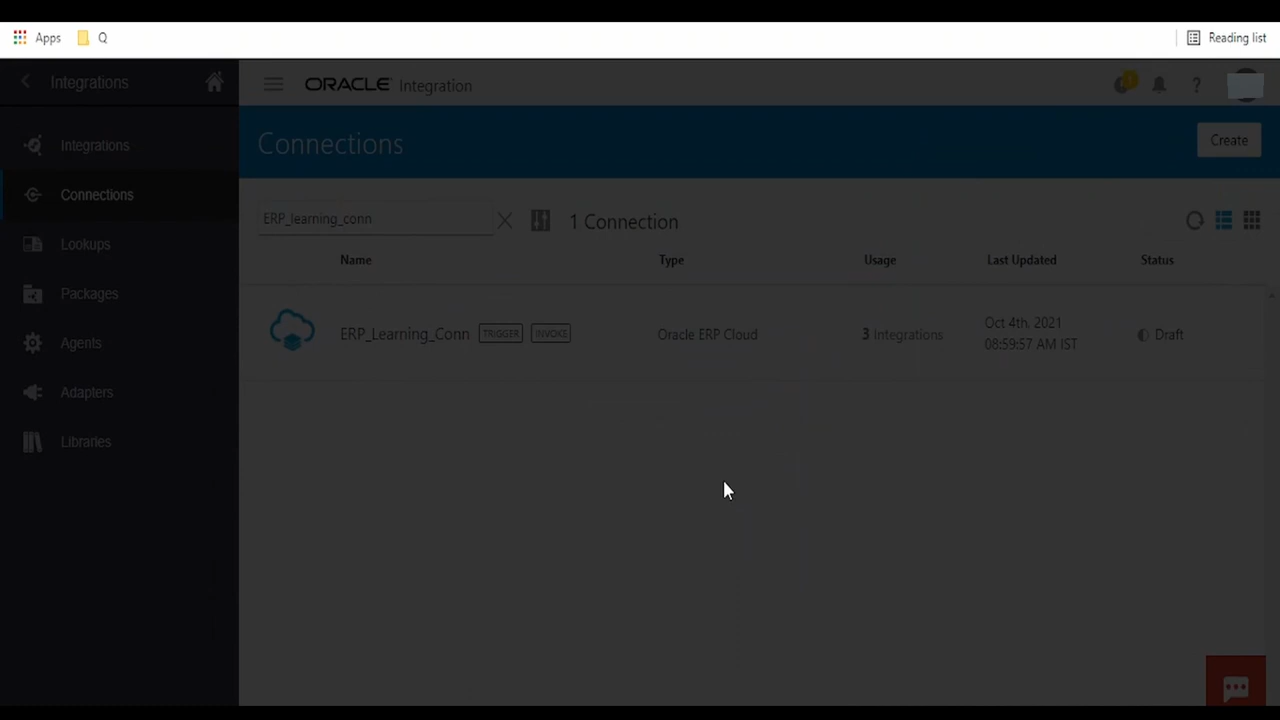 Apps Q Reading list
Integrations
ORACLE Integration
Integrations
Connections
Lookups
Packages
Agents
Adapters
Libraries
Connections
Create
ERP_learning_conn
1 Connection
Name Type Usage Last Updated Status
ERP_Learning_Conn TRIGGER INVOKE Oracle ERP Cloud 3 Integrations Oct 4th, 2021 Draft
08:59:57 AM IST